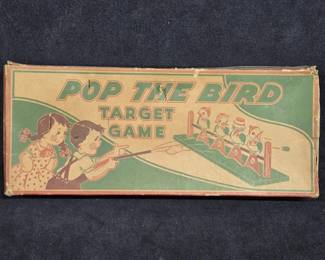 POP THE BIRD
TARGET
GAME